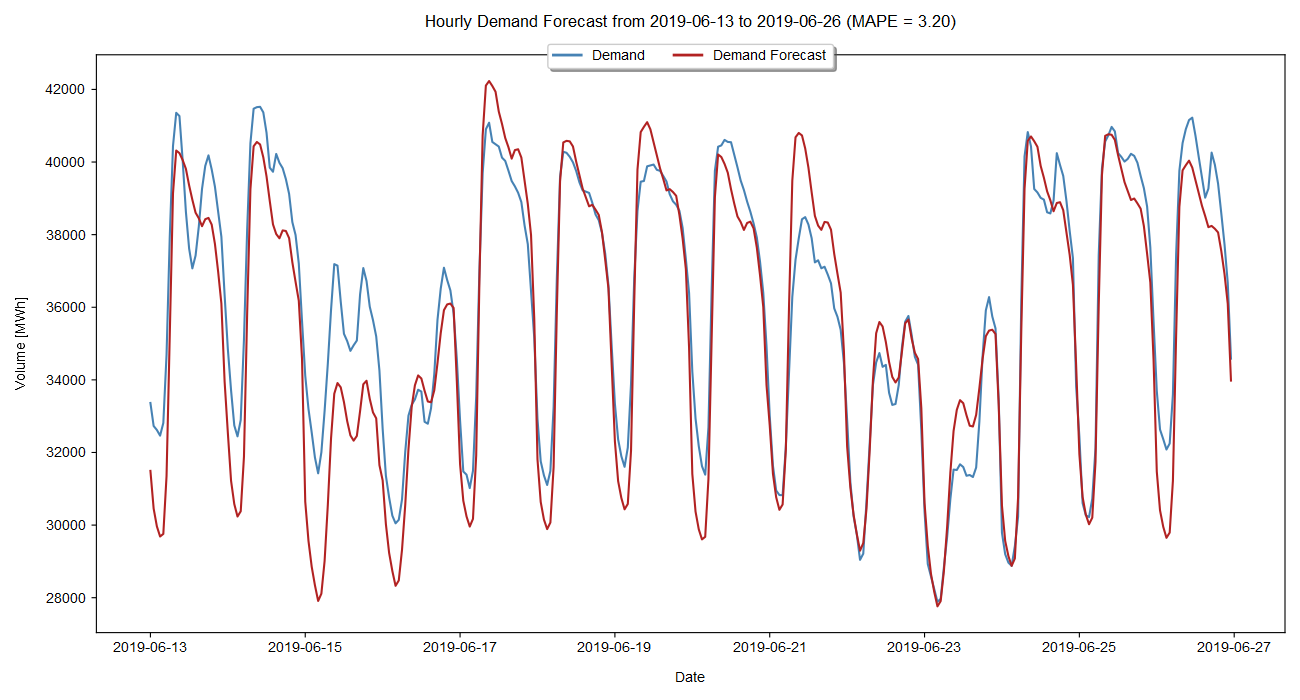 Hourly Demand Forecast from 2019-06-13 to 2019-06-26 (MAPE = 3.20)
Demand Demand Forecast
42000
40000
38000
36000
34000
32000
30000
28000
Volume [MWh]
2019-06-13 2019-06-15 2019-06-17 2019-06-19 2019-06-21 2019-06-23 2019-06-25 2019-06-27
Date